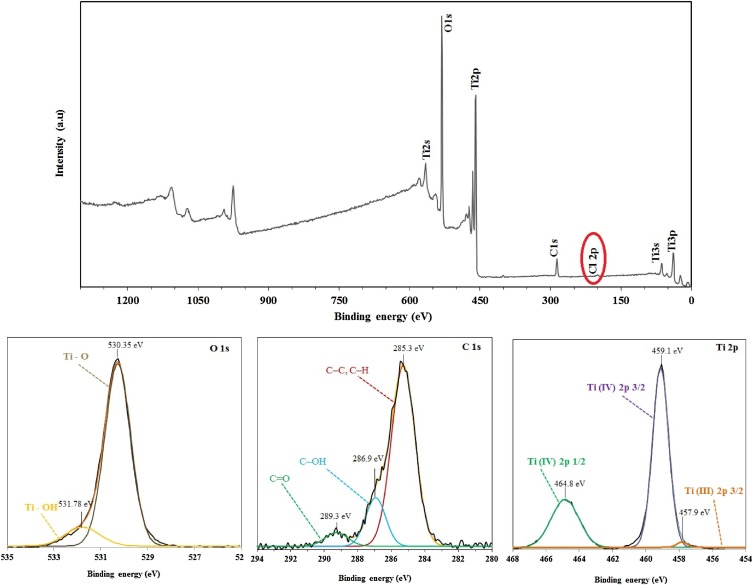 Intensity (a.u)
O1s
Ti2p
Ti2s
C1s
Cl 2p
Ti3s
Ti3p
1200 1050 900 750 600 450 300 150 0
Binding energy (eV)
530.35 eV
O 1s
Ti - O
531.78 eV
Ti - OH
535 533 531 529 527 52
Binding energy (eV)
285.3 eV
C 1s
C–C, C–H
286.9 eV
C–OH
C=O
289.3 eV
294 292 290 288 286 284 282 280
Binding energy (eV)
459.1 eV
Ti 2p
Ti (IV) 2p 3/2
Ti (IV) 2p 1/2
464.8 eV
Ti (III) 2p 3/2
457.9 eV
468 466 464 462 460 458 456 454
Binding energy (eV)